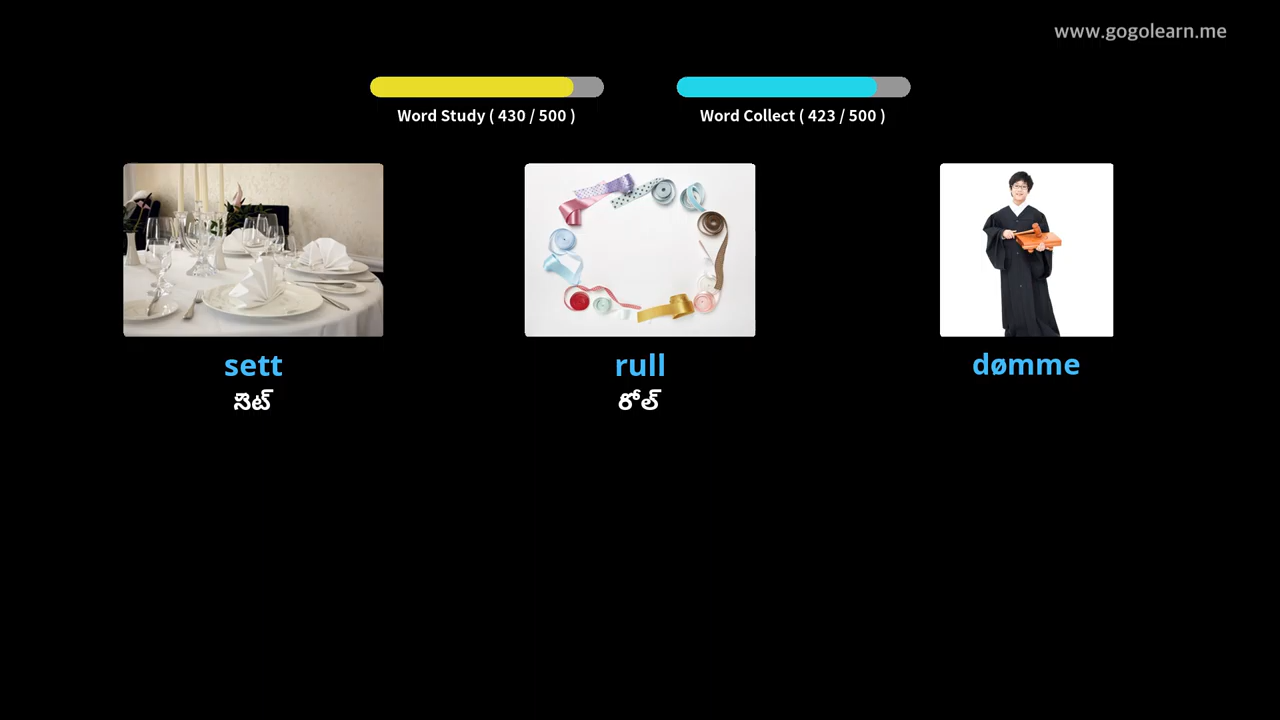 www.gogolearn.me
Word Study ( 430 / 500 )
Word Collect ( 423 / 500 )
sett
rull
dømme
సెట్
రోల్